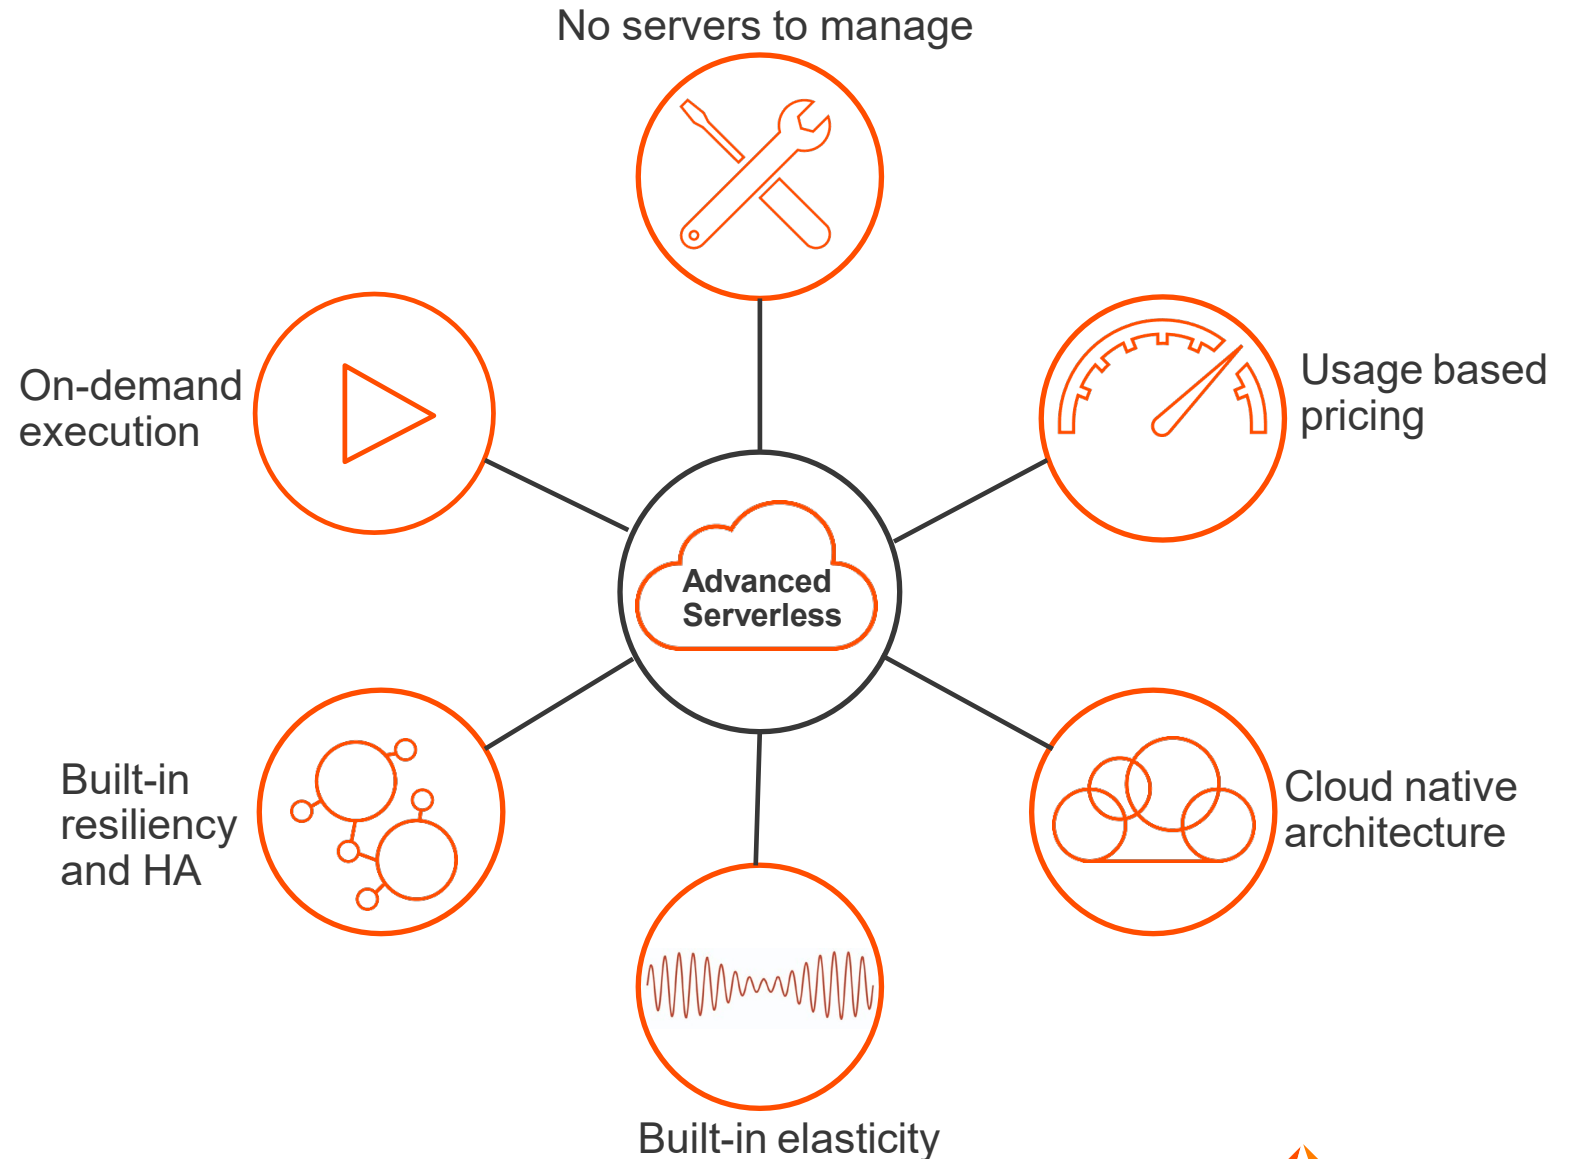 No servers to manage
On-demand
execution
Usage based
pricing
Advanced
Serverless
Built-in
resiliency
and HA
Cloud native
architecture
Built-in elasticity